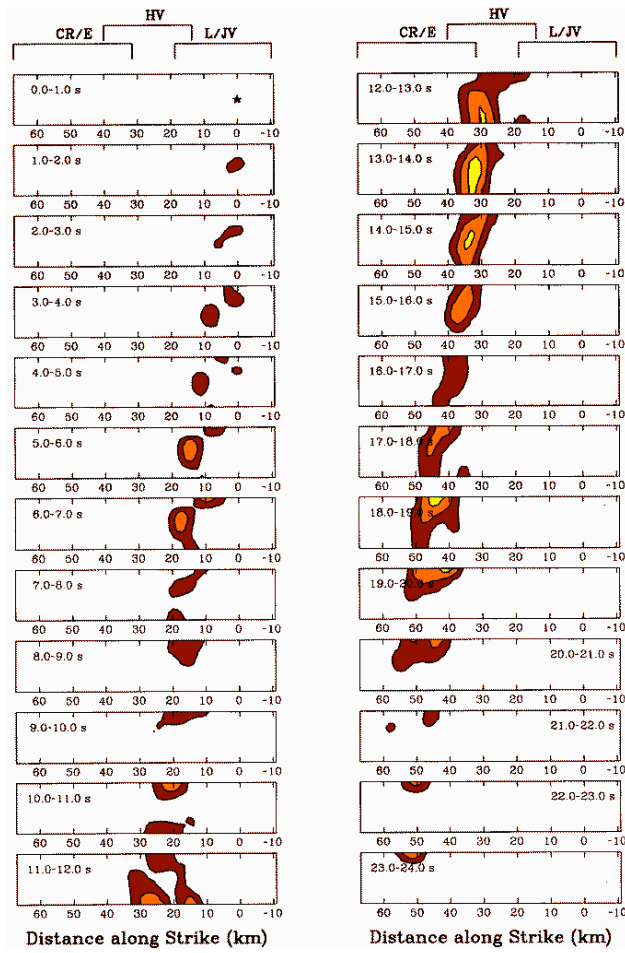 HV
CR/E L/JV
0.0-1.0 s
60 50 40 30 20 10 0 -10
1.0-2.0 s
60 50 40 30 20 10 0 -10
2.0-3.0 s
60 50 40 30 20 10 0 -10
3.0-4.0 s
60 50 40 30 20 10 0 -10
4.0-5.0 s
60 50 40 30 20 10 0 -10
5.0-6.0 s
60 50 40 30 20 10 0 -10
6.0-7.0 s
60 50 40 30 20 10 0 -10
7.0-8.0 s
60 50 40 30 20 10 0 -10
8.0-9.0 s
60 50 40 30 20 10 0 -10
9.0-10.0 s
60 50 40 30 20 10 0 -10
10.0-11.0 s
60 50 40 30 20 10 0 -10
11.0-12.0 s
60 50 40 30 20 10 0 -10
Distance along Strike (km)
HV
CR/E L/JV
12.0-13.0 s
60 50 40 30 20 10 0 -10
13.0-14.0 s
60 50 40 30 20 10 0 -10
14.0-15.0 s
60 50 40 30 20 10 0 -10
15.0-16.0 s
60 50 40 30 20 10 0 -10
16.0-17.0 s
60 50 40 30 20 10 0 -10
17.0-18.0 s
60 50 40 30 20 10 0 -10
18.0-19.0 s
60 50 40 30 20 10 0 -10
19.0-20.0 s
60 50 40 30 20 10 0 -10
20.0-21.0 s
60 50 40 30 20 10 0 -10
21.0-22.0 s
60 50 40 30 20 10 0 -10
22.0-23.0 s
60 50 40 30 20 10 0 -10
23.0-24.0 s
60 50 40 30 20 10 0 -10
Distance along Strike (km)